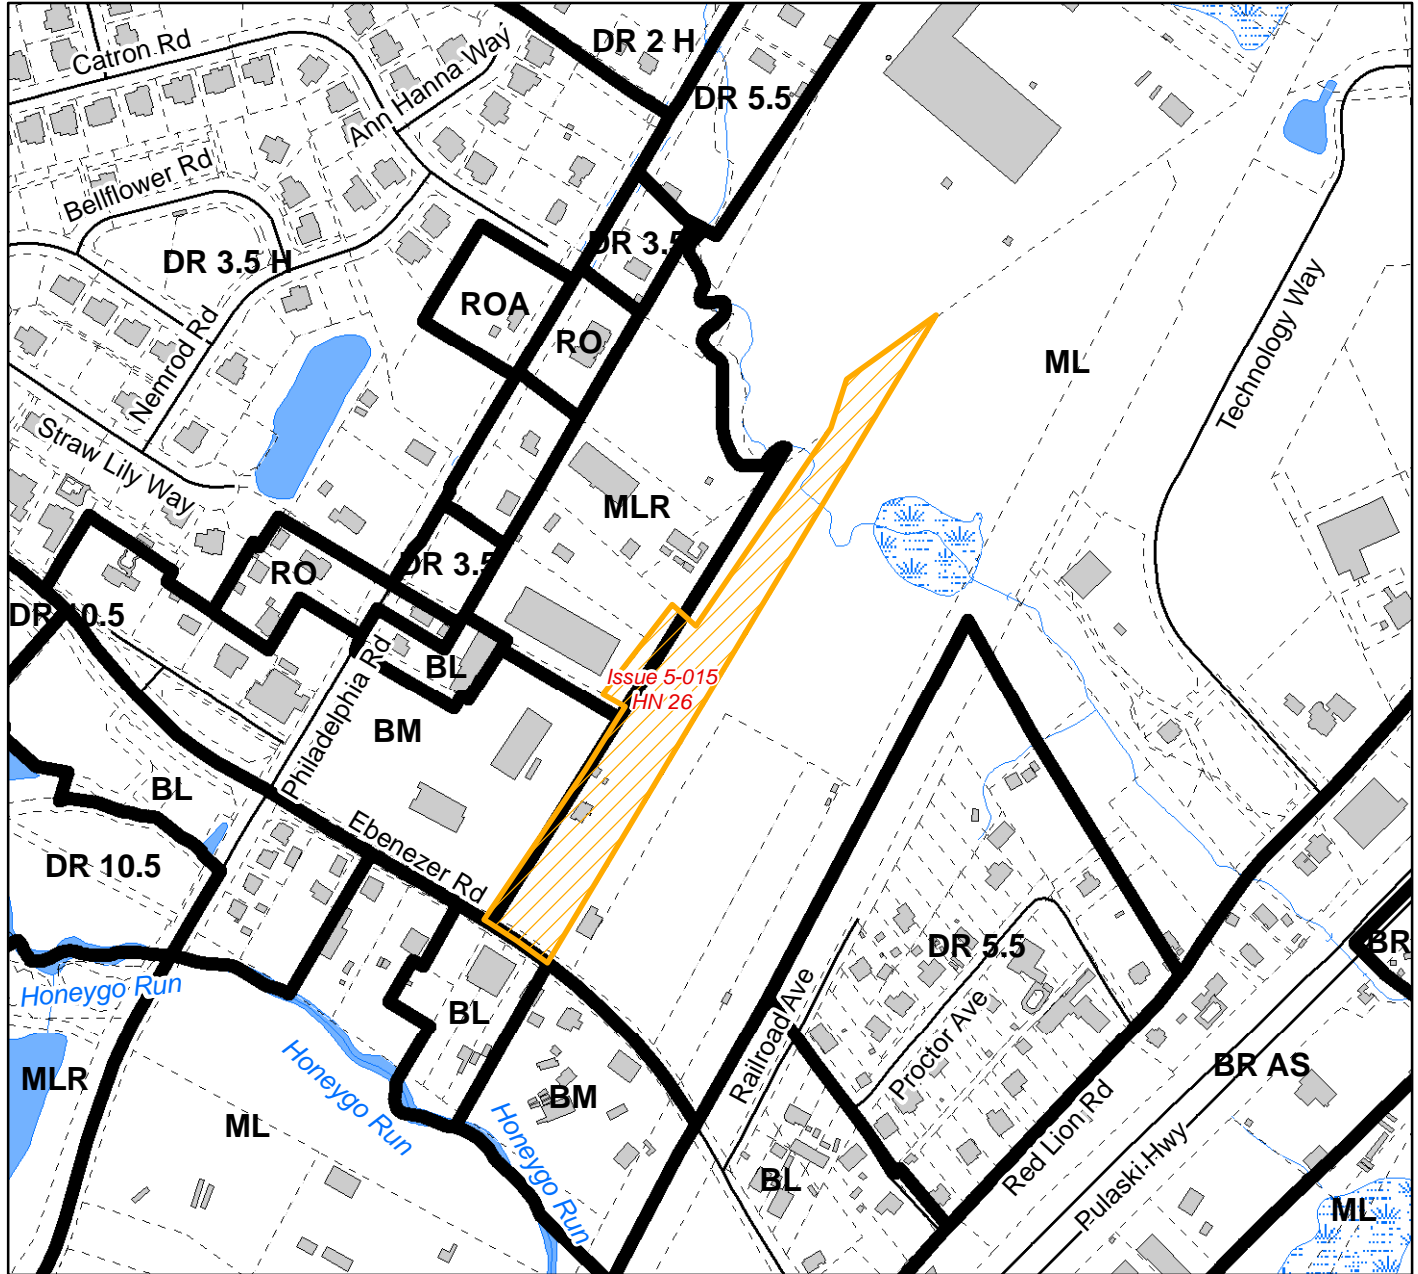 Catron Rd
Ann Hanna Way
DR 2 H
DR 5.5
Bellflower Rd
DR 3.5 H
DR 3.5
ROA
RO
Nemrod Rd
ML
Technology Way
Straw Lily Way
MLR
RO
DR 3.5
DR 10.5
BL
Issue 5-015
HN 26
Philadelphia Rd
BM
BL
Ebenezer Rd
DR 10.5
DR 5.5
BR
Honeygo Run
BL
Railroad Ave
Proctor Ave
MLR
BR AS
Honeygo Run
BM
ML
Honeygo Run
Red Lion Rd
Pulaski Hwy
BL
ML